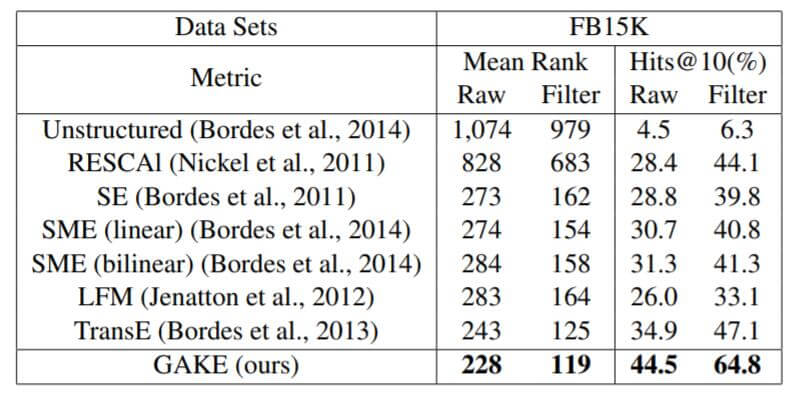 Data Sets FB15K
Metric Mean Rank Hits@10(%)
Raw Filter Raw Filter
Unstructured (Bordes et al., 2014) 1,074 979 4.5 6.3
RESCAl (Nickel et al., 2011) 828 683 28.4 44.1
SE (Bordes et al., 2011) 273 162 28.8 39.8
SME (linear) (Bordes et al., 2014) 274 154 30.7 40.8
SME (bilinear) (Bordes et al., 2014) 284 158 31.3 41.3
LFM (Jenatton et al., 2012) 283 164 26.0 33.1
TransE (Bordes et al., 2013) 243 125 34.9 47.1
GAKE (ours) 228 119 44.5 64.8